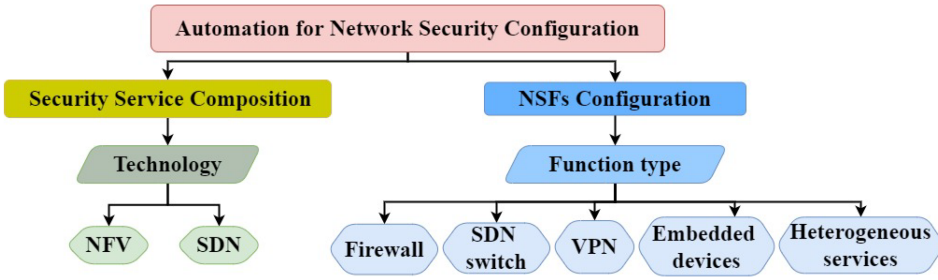 Automation for Network Security Configuration
Security Service Composition
NSFs Configuration
Technology
Function type
NFV
SDN
Firewall
SDN
switch
VPN
Embedded
devices
Heterogeneous
services